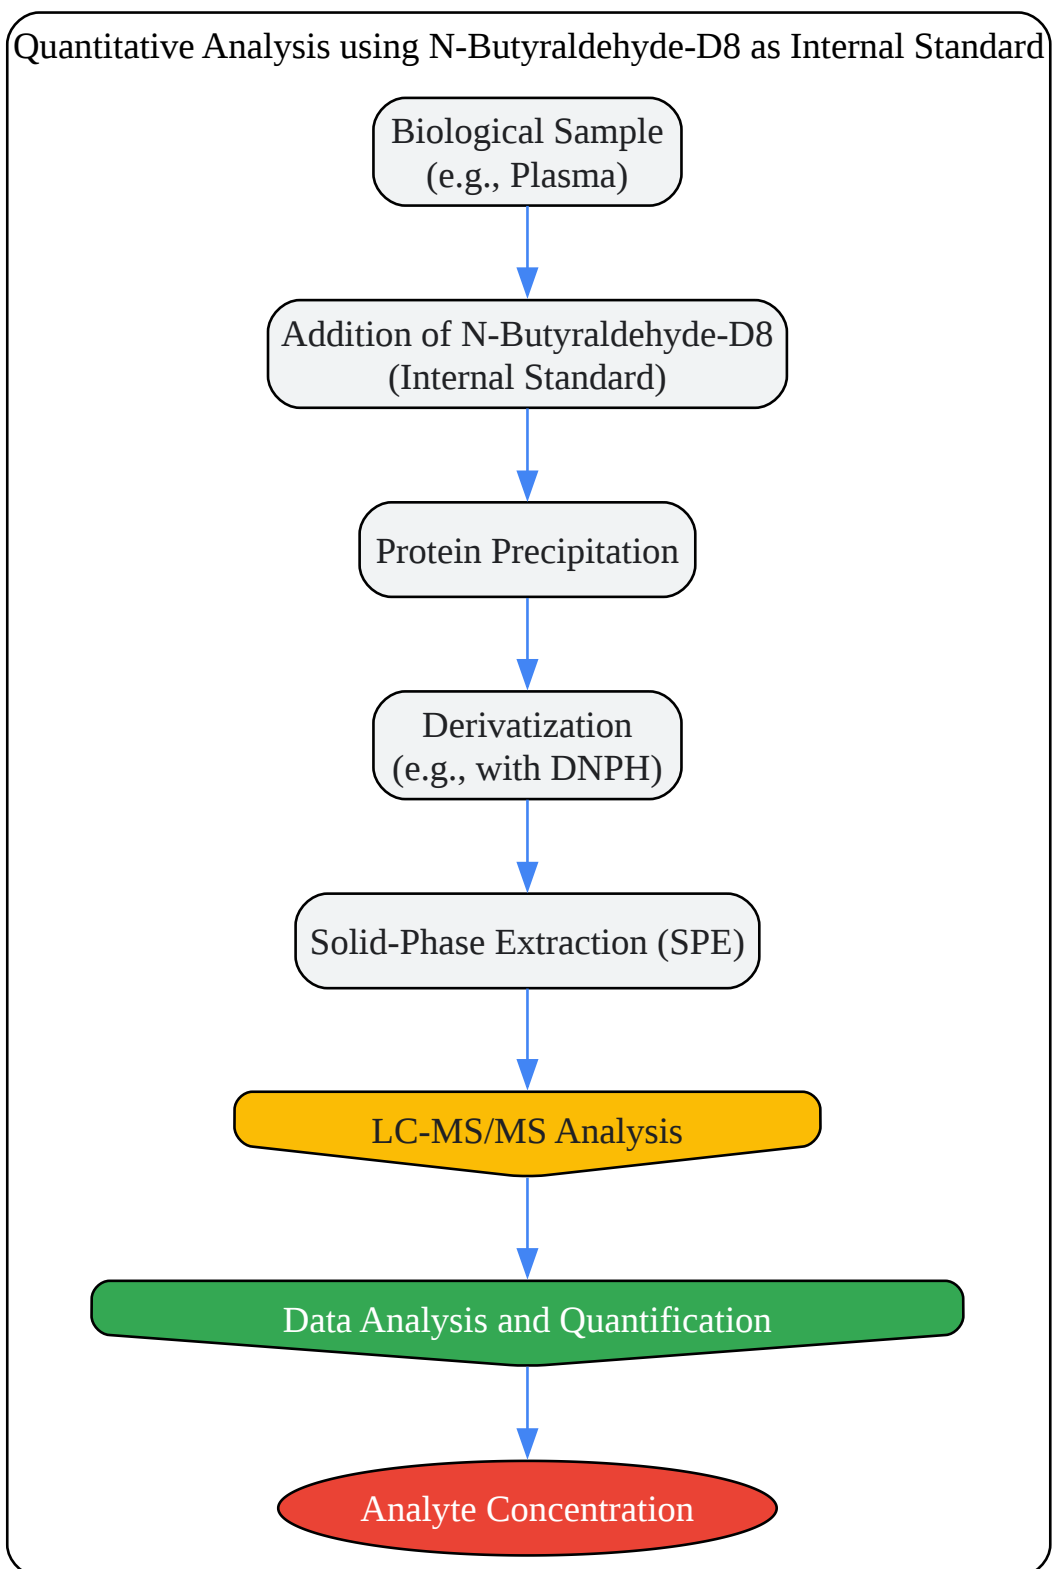 Quantitative Analysis using N-Butyraldehyde-D8 as Internal Standard
Biological Sample
(e.g., Plasma)
Addition of N-Butyraldehyde-D8
(Internal Standard)
Protein Precipitation
Derivatization
(e.g., with DNPH)
Solid-Phase Extraction (SPE)
LC-MS/MS Analysis
Data Analysis and Quantification
Analyte Concentration